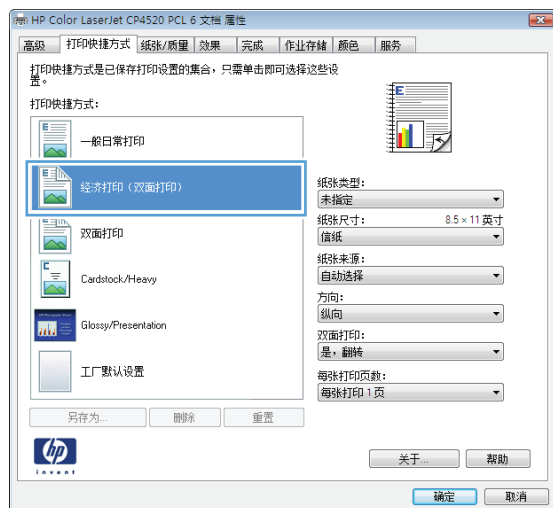 HP Color LaserJet CP4520 PCL 6 文档 属性
高级 打印快捷方式 纸张/质量 效果 完成 作业存储 颜色 服务
打印快捷方式是已保存打印设置的集合，只需单击即可选择这些设
置。
打印快捷方式：
一般日常打印
经济打印（双面打印）
双面打印
Cardstock/Heavy
Glossy/Presentation
工厂默认设置
另存为... 删除 重置
纸张类型：
未指定
纸张尺寸： 8.5 × 11 英寸
信纸
纸张来源：
自动选择
方向：
纵向
双面打印：
是，翻转
每张打印页数：
每张打印 1 页
hp
invent
关于... 帮助
确定 取消